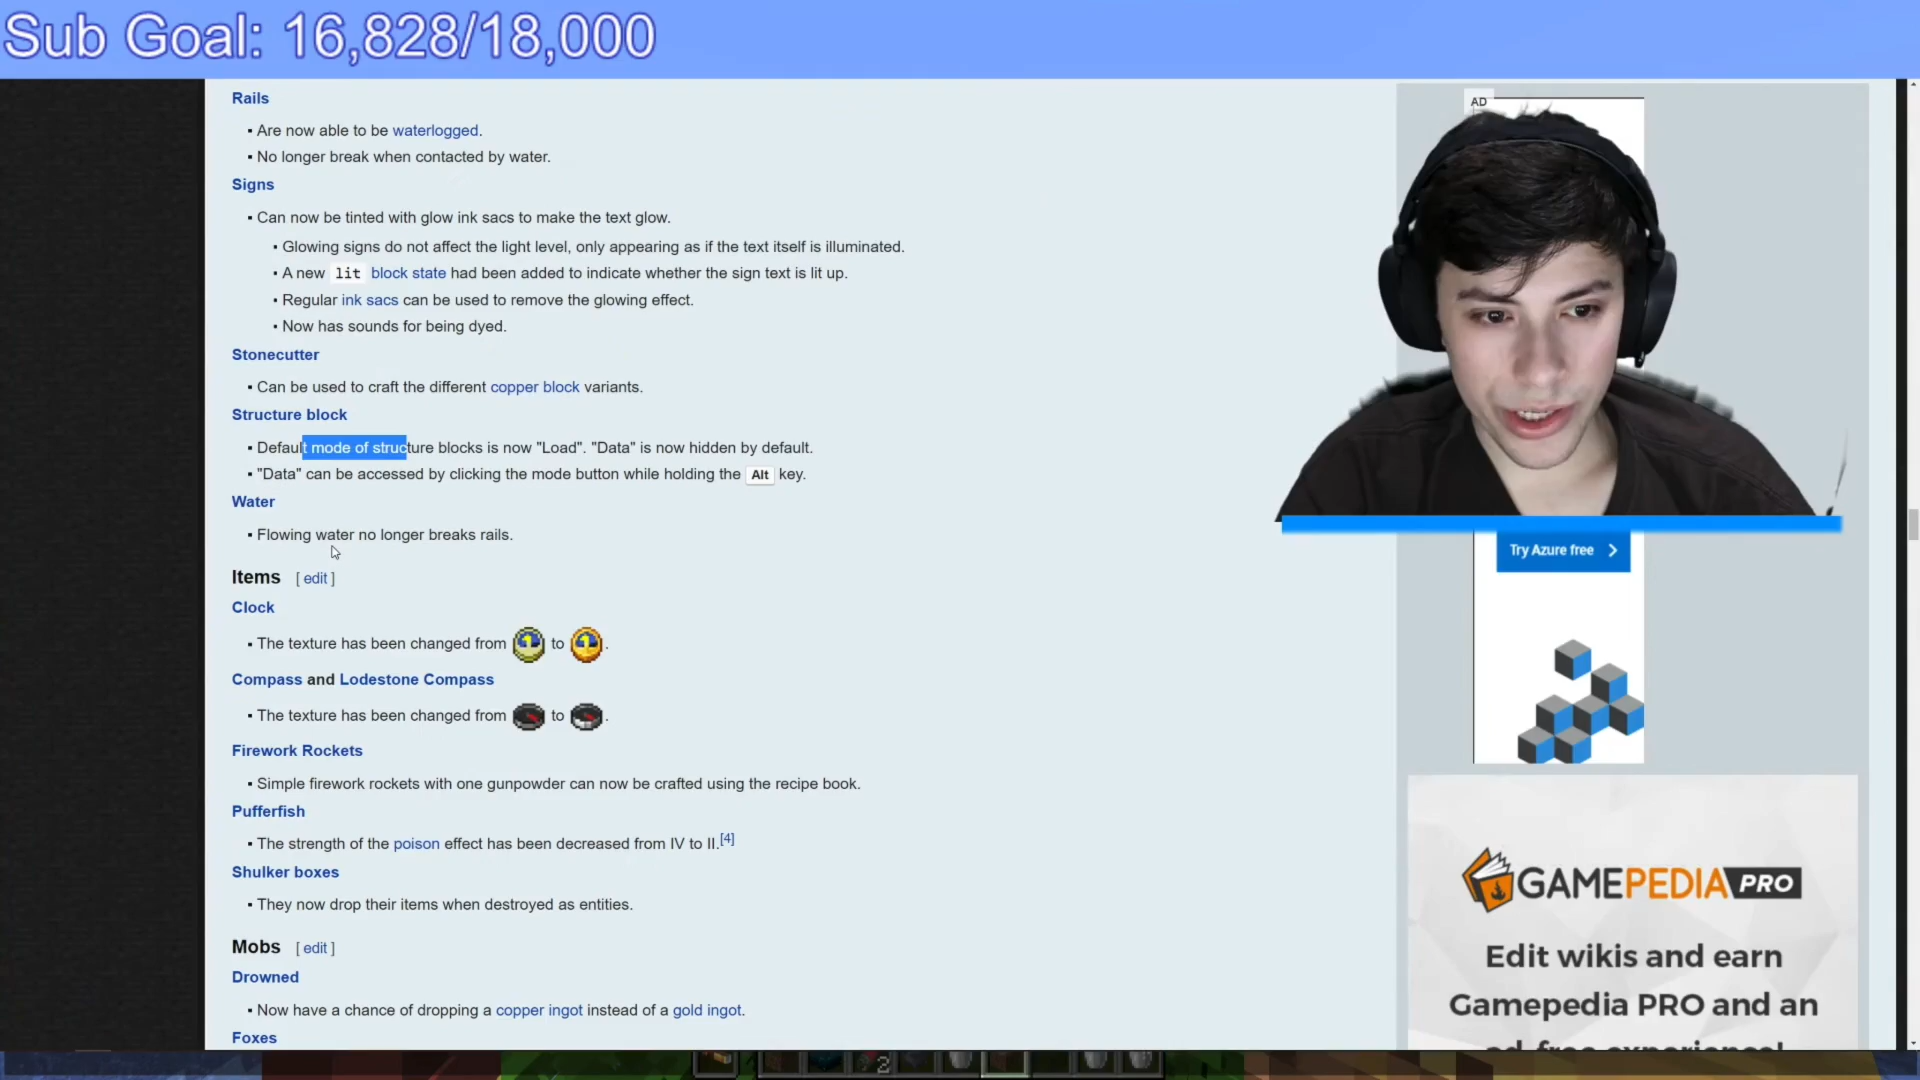 Sub Goal: 16,828/18,000
Rails
▪ Are now able to be waterlogged.
▪ No longer break when contacted by water.
Signs
▪ Can now be tinted with glow ink sacs to make the text glow.
▪ Glowing signs do not affect the light level, only appearing as if the text itself is illuminated.
▪ A new lit block state had been added to indicate whether the sign text is lit up.
▪ Regular ink sacs can be used to remove the glowing effect.
▪ Now has sounds for being dyed.
Stonecutter
▪ Can be used to craft the different copper block variants.
Structure block
▪ Default mode of structure blocks is now "Load". "Data" is now hidden by default.
▪ "Data" can be accessed by clicking the mode button while holding the Alt key.
Water
▪ Flowing water no longer breaks rails.
Items [ edit ]
Clock
▪ The texture has been changed from to .
Compass and Lodestone Compass
▪ The texture has been changed from to .
Firework Rockets
▪ Simple firework rockets with one gunpowder can now be crafted using the recipe book.
Pufferfish
▪ The strength of the poison effect has been decreased from IV to II.[4]
Shulker boxes
▪ They now drop their items when destroyed as entities.
Mobs [ edit ]
Drowned
▪ Now have a chance of dropping a copper ingot instead of a gold ingot.
Foxes
AD
Try Azure free
GAMEPEDIA PRO
Edit wikis and earn
Gamepedia PRO and an
ad-free experience!
2